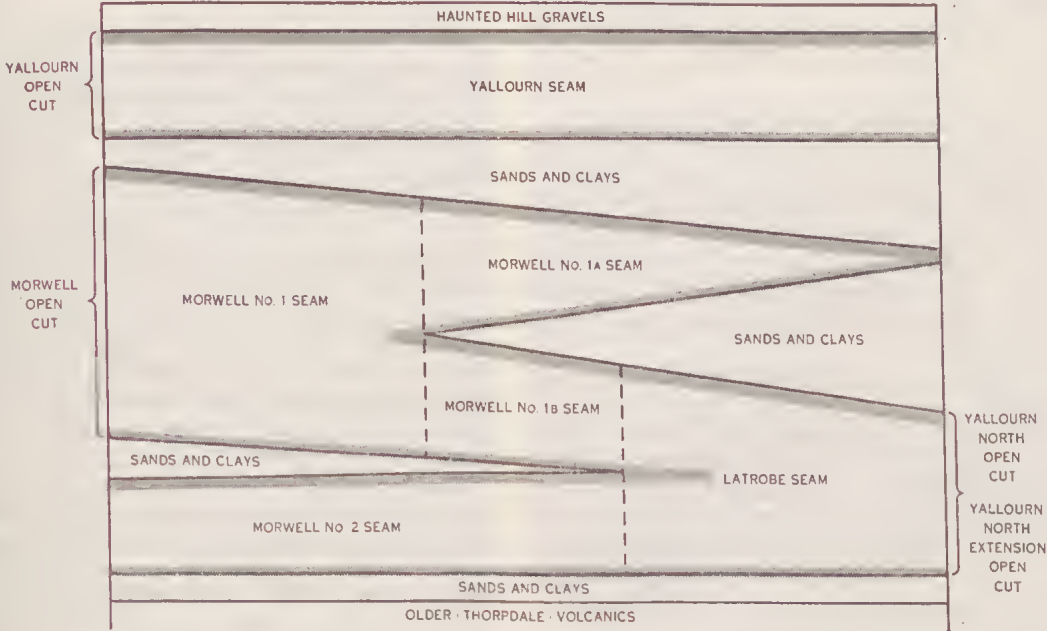 HAUNTED HILL GRAVELS
YALLOURN
OPEN
CUT
YALLOURN SEAM
SANDS AND CLAYS
MORWELL No. 1A SEAM
MORWELL
OPEN
CUT
MORWELL No. 1 SEAM
SANDS AND CLAYS
MORWELL No. 1B SEAM
YALLOURN
NORTH
OPEN
CUT
SANDS AND CLAYS
LATROBE SEAM
YALLOURN
NORTH
EXTENSION
OPEN
CUT
MORWELL No 2 SEAM
SANDS AND CLAYS
OLDER · THORPDALE · VOLCANICS